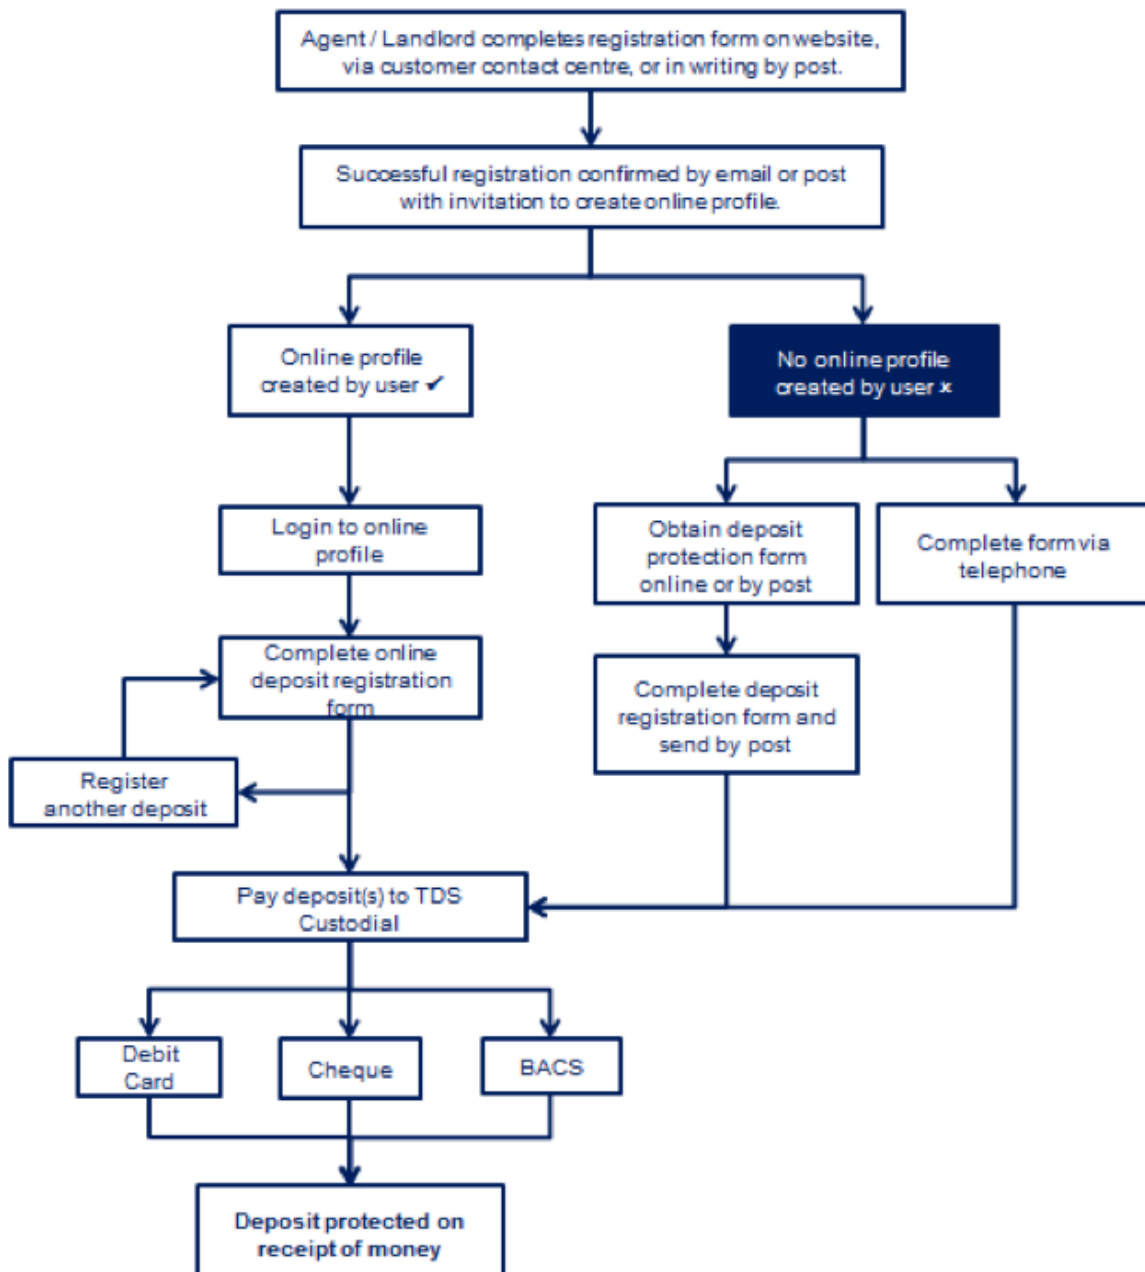 Agent / Landlord completes registration form on website,
via customer contact centre, or in writing by post.
Successful registration confirmed by email or post
with invitation to create online profile.
Online profile
created by user ✓
No online profile
created by user ×
Login to online
profile
Obtain deposit
protection form
online or by post
Complete form via
telephone
Complete online
deposit registration
form
Complete deposit
registration form and
send by post
Register
another deposit
Pay deposit(s) to TDS
Custodial
Debit
Card
Cheque
BACS
Deposit protected on
receipt of money